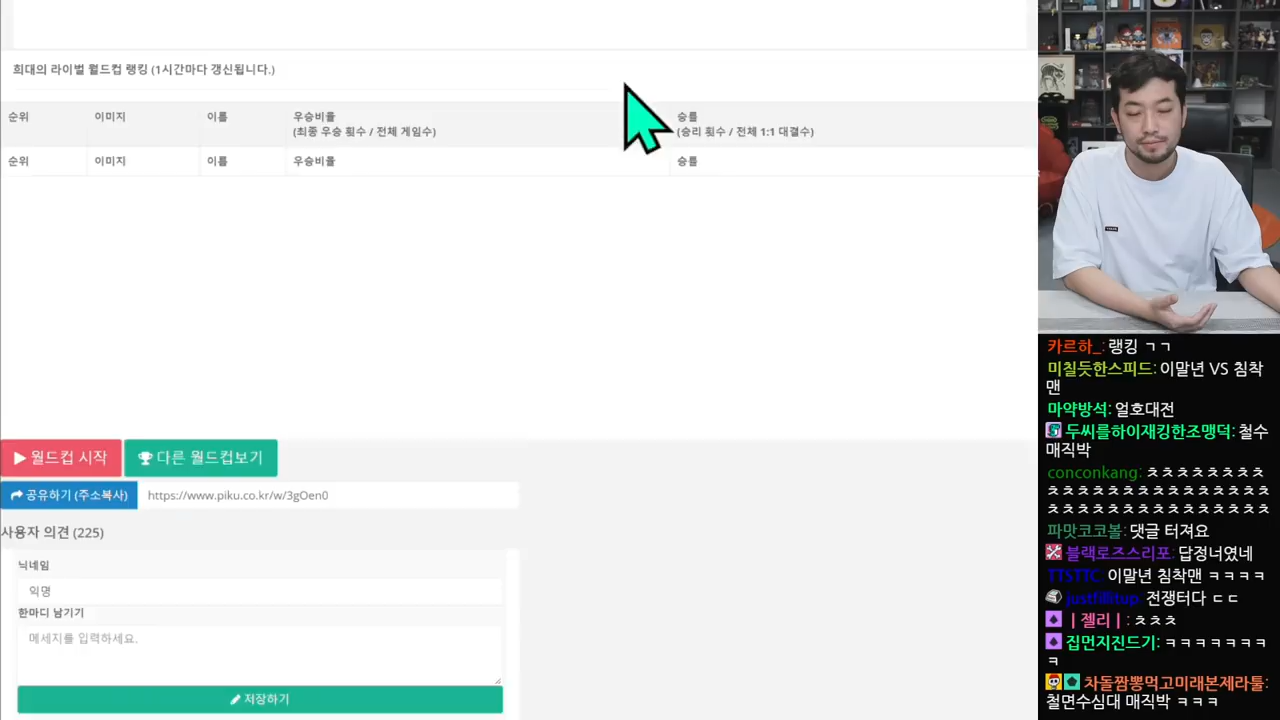 희대의 라이벌 월드컵 랭킹 (1시간마다 갱신됩니다.)
순위 이미지 이름 우승비율 승률
(최종 우승 횟수 / 전체 게임수) (승리 횟수 / 전체 1:1 대결수)
순위 이미지 이름 우승비율 승률
월드컵 시작 다른 월드컵보기
공유하기 (주소복사) https://www.piku.co.kr/w/3gOen0
사용자 의견 (225)
닉네임
익명
한마디 남기기
메세지를 입력하세요.
저장하기
카르하_: 랭킹 ㄱㄱ
미칠듯한스피드: 이말년 VS 침착
맨
마약방석: 얼호대전
두씨를하이재킹한조맹덕: 철수
매직박
conconkang: ㅊㅊㅊㅊㅊㅊㅊㅊ
ㅊㅊㅊㅊㅊㅊㅊㅊㅊㅊㅊㅊㅊㅊㅊ
ㅊㅊㅊㅊㅊㅊㅊㅊㅊㅊㅊㅊㅊㅊㅊ
파맛코코볼: 댓글 터져요
블랙로즈스리포: 답정너였네
TTSTTC: 이말년 침착맨 ㅋㅋㅋㅋ
justfillitup: 전쟁터다 ㄷㄷ
ㅣ젤리ㅣ: ㅊㅊㅊ
집먼지진드기: ㅋㅋㅋㅋㅋㅋㅋ
ㅋ
차돌짬뽕먹고미래본제라툴:
철면수심대 매직박 ㅋㅋㅋ